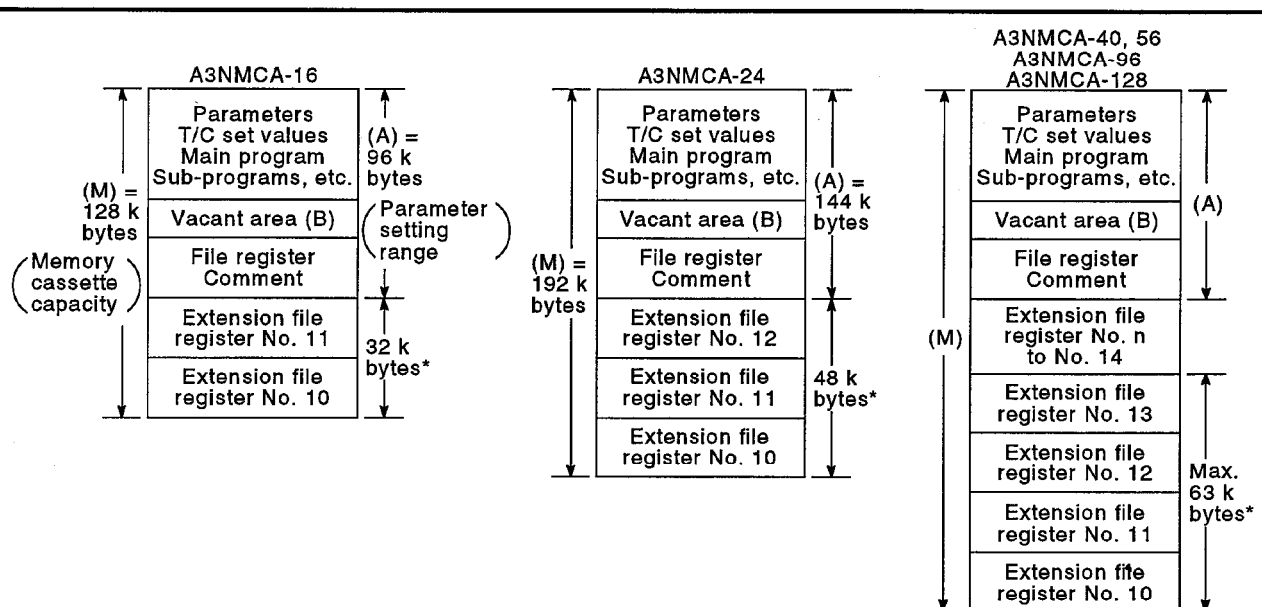 A3NMCA-16
Parameters
T/C set values
Main program
Sub-programs, etc.
Vacant area (B)
File register
Comment
Extension file
register No. 11
Extension file
register No. 10
(M) =
128 k
bytes
(Memory
cassette
capacity)
(A) =
96 k
bytes
(Parameter
setting
range)
32 k
bytes*
A3NMCA-24
Parameters
T/C set values
Main program
Sub-programs, etc.
Vacant area (B)
File register
Comment
Extension file
register No. 12
Extension file
register No. 11
Extension file
register No. 10
(M) =
192 k
bytes
(A) =
144 k
bytes
48 k
bytes*
A3NMCA-40, 56
A3NMCA-96
A3NMCA-128
Parameters
T/C set values
Main program
Sub-programs, etc.
Vacant area (B)
File register
Comment
Extension file
register No. n
to No. 14
Extension file
register No. 13
Extension file
register No. 12
Extension file
register No. 11
Extension file
register No. 10
(M)
(A)
Max.
63 k
bytes*